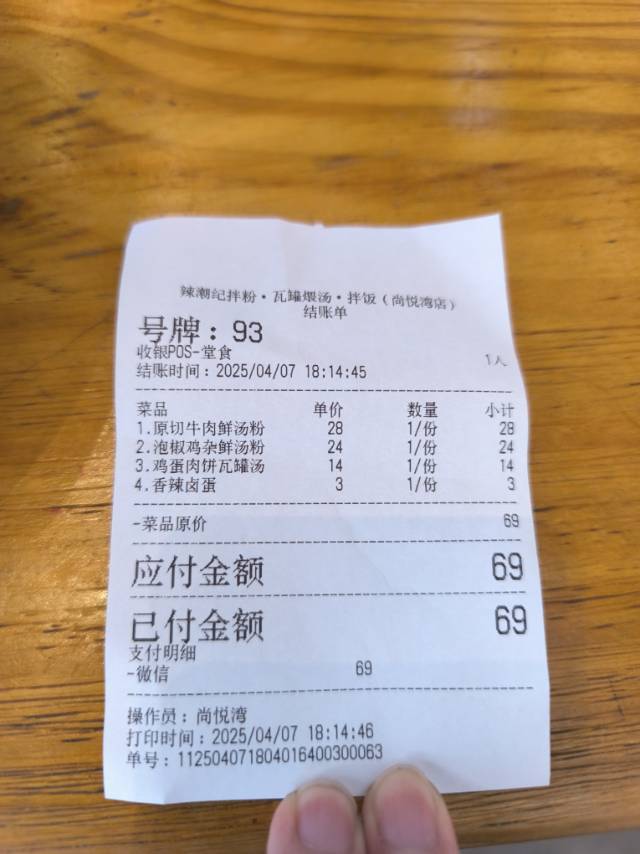 辣潮纪拌粉·瓦罐煨汤·拌饭（尚悦湾店）
结账单
号牌：93
收银POS-堂食 1人
结账时间：2025/04/07 18:14:45
菜品 单价 数量 小计
1.原切牛肉鲜汤粉 28 1/份 28
2.泡椒鸡杂鲜汤粉 24 1/份 24
3.鸡蛋肉饼瓦罐汤 14 1/份 14
4.香辣卤蛋 3 1/份 3
-菜品原价 69
应付金额 69
已付金额 69
支付明细
-微信 69
操作员：尚悦湾
打印时间：2025/04/07 18:14:46
单号：112504071804016400300063